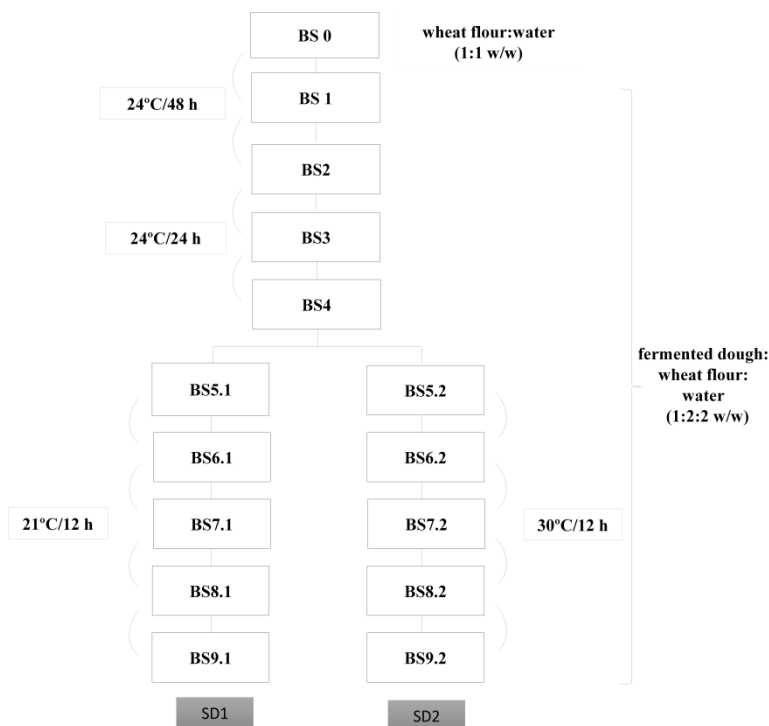 BS 0
wheat flour:water
(1:1 w/w)
24ºC/48 h
BS 1
BS2
24ºC/24 h
BS3
BS4
fermented dough:
wheat flour:
water
(1:2:2 w/w)
BS5.1
BS5.2
BS6.1
BS6.2
21ºC/12 h
BS7.1
BS7.2
30ºC/12 h
BS8.1
BS8.2
BS9.1
BS9.2
SD1
SD2